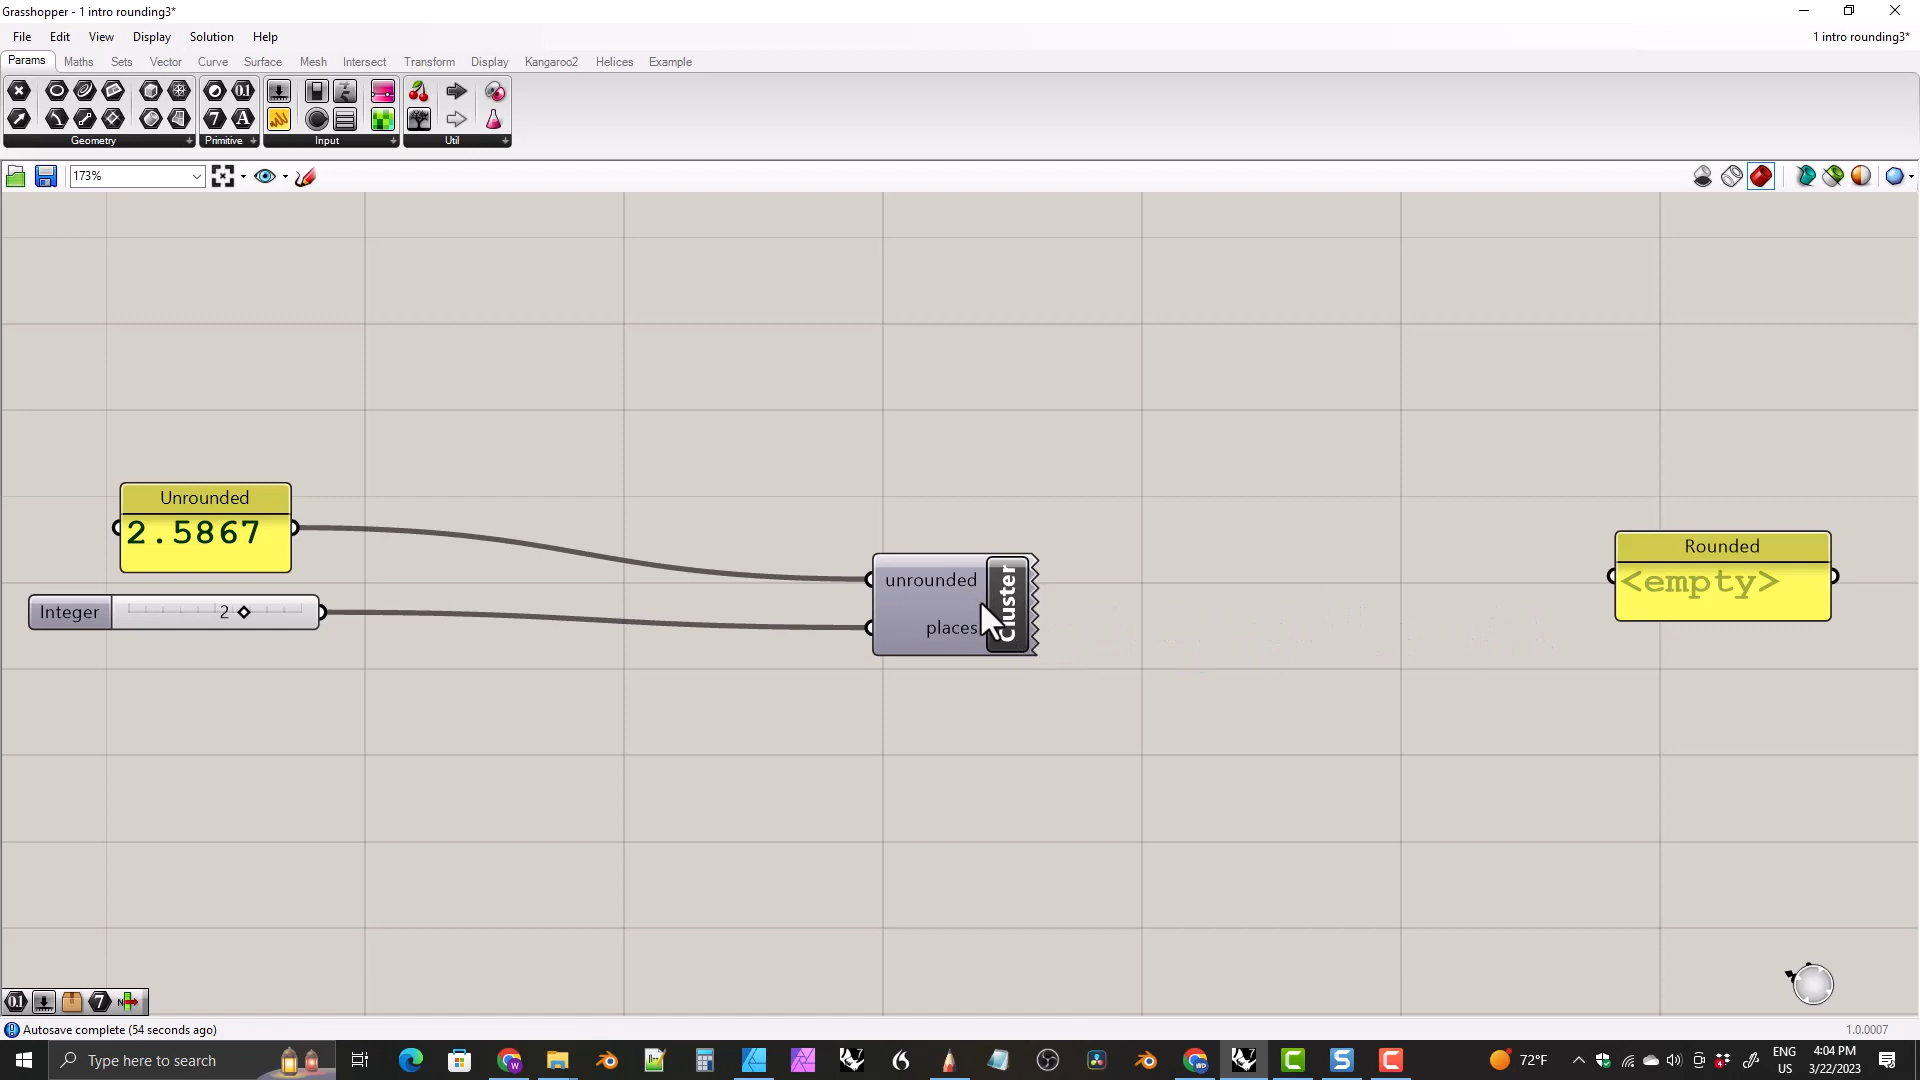 Grasshopper - 1 intro rounding3*
File Edit View Display Solution Help
1 intro rounding3*
Params Maths Sets Vector Curve Surface Mesh Intersect Transform Display Kangaroo2 Helices Example
Geometry Primitive Input Util
173%
Unrounded
2.5867
Integer 2
unrounded
places
Cluster
Rounded
<empty>
Autosave complete (54 seconds ago)
1.0.0007
Type here to search
72°F
ENG
US
4:04 PM
3/22/2023